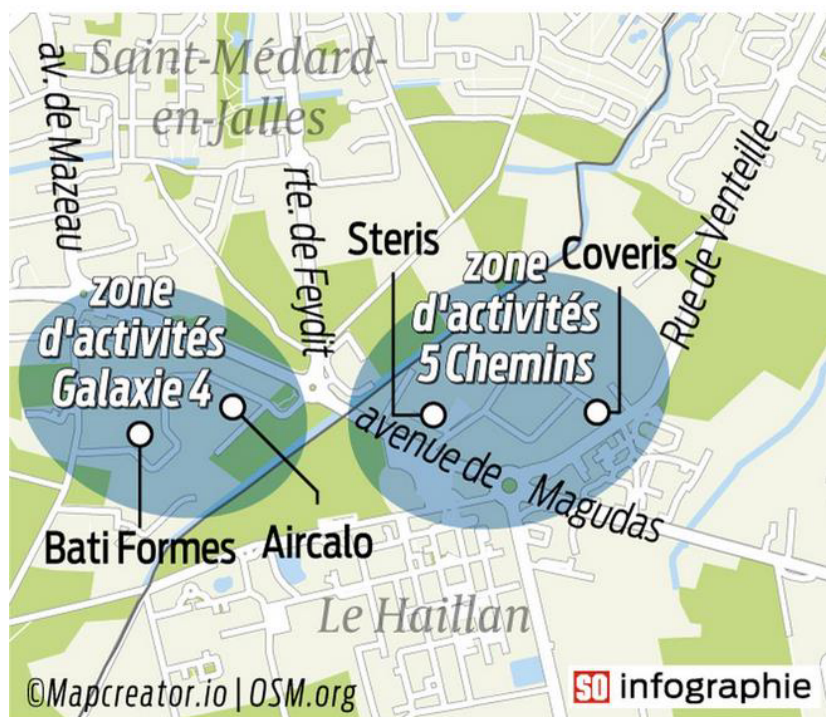 Saint-Médard-
en-Jalles
av. de Mazeau
rte. de Feydit
Rue de Venteille
Steris
Coveris
zone
d'activités
Galaxie 4
zone
d'activités
5 Chemins
avenue de Magudas
Bati Formes
Aircalo
Le Haillan
©Mapcreator.io | OSM.org
SO infographie